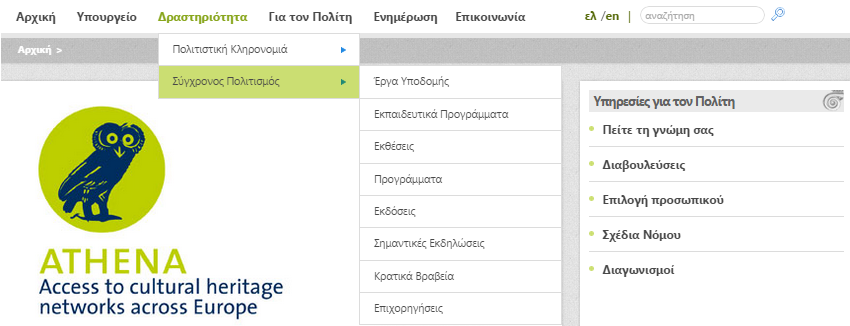 Αρχική Υπουργείο Δραστηριότητα Για τον Πολίτη Ενημέρωση Επικοινωνία ελ /en | αναζήτηση
Αρχική >
Πολιτιστική Κληρονομιά
Σύγχρονος Πολιτισμός
Έργα Υποδομής
Εκπαιδευτικά Προγράμματα
Εκθέσεις
Προγράμματα
Εκδόσεις
Σημαντικές Εκδηλώσεις
Κρατικά Βραβεία
Επιχορηγήσεις
ATHENA
Access to cultural heritage
networks across Europe
Υπηρεσίες για τον Πολίτη
Πείτε τη γνώμη σας
Διαβουλεύσεις
Επιλογή προσωπικού
Σχέδια Νόμου
Διαγωνισμοί